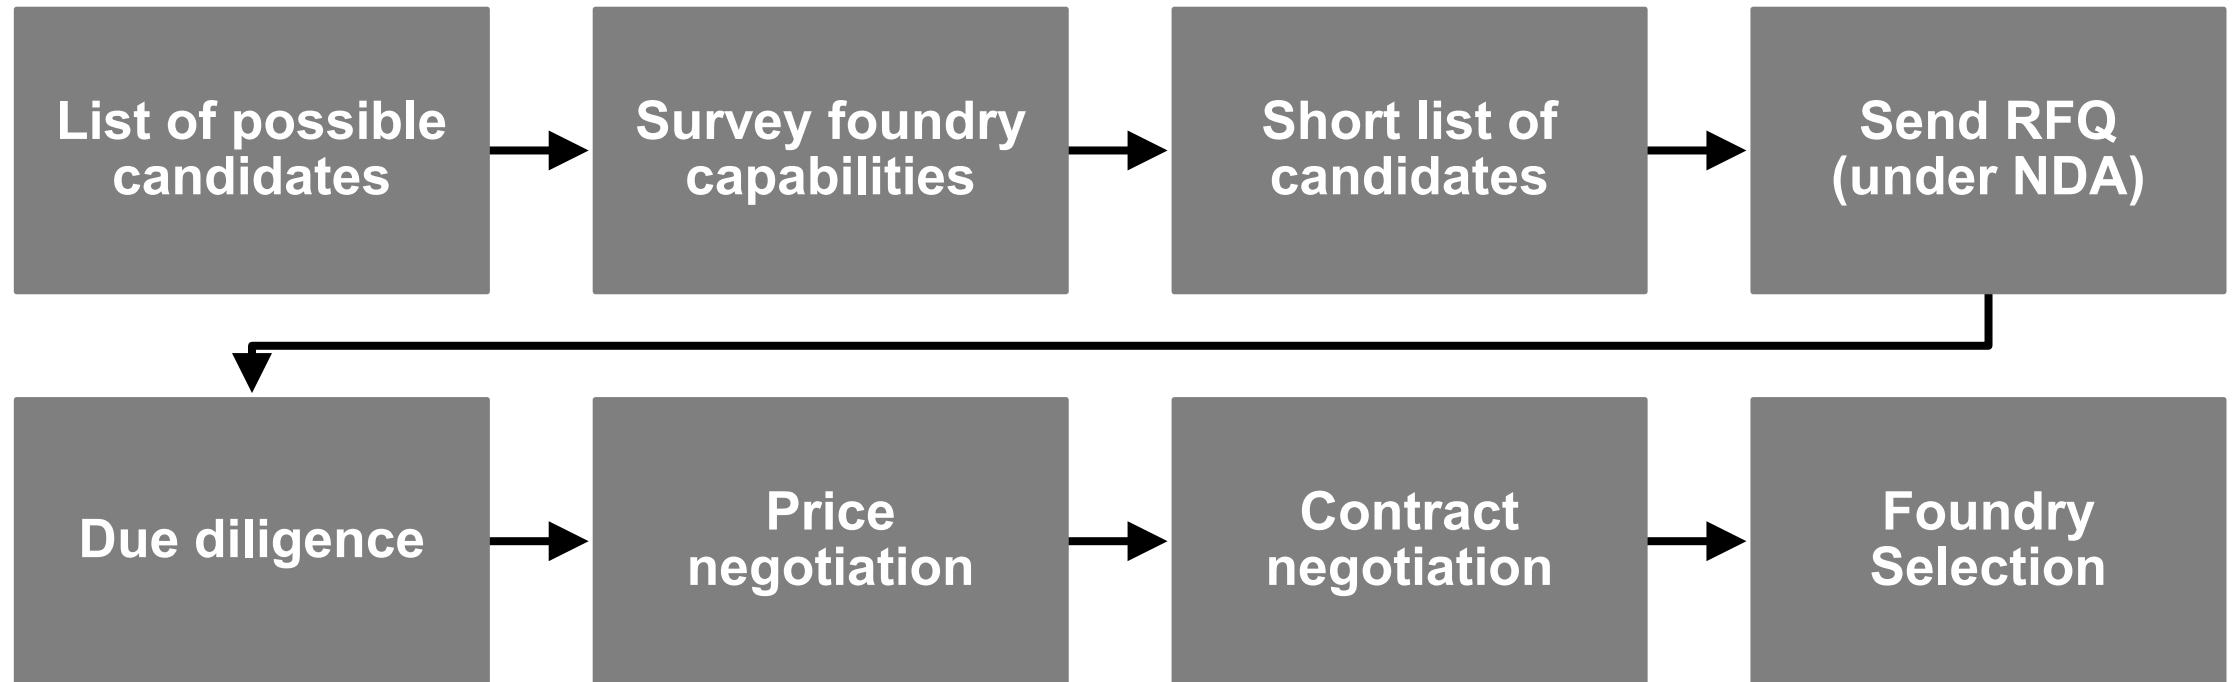 List of possible
candidates
Survey foundry
capabilities
Short list of
candidates
Send RFQ
(under NDA)
Due diligence
Price
negotiation
Contract
negotiation
Foundry
Selection